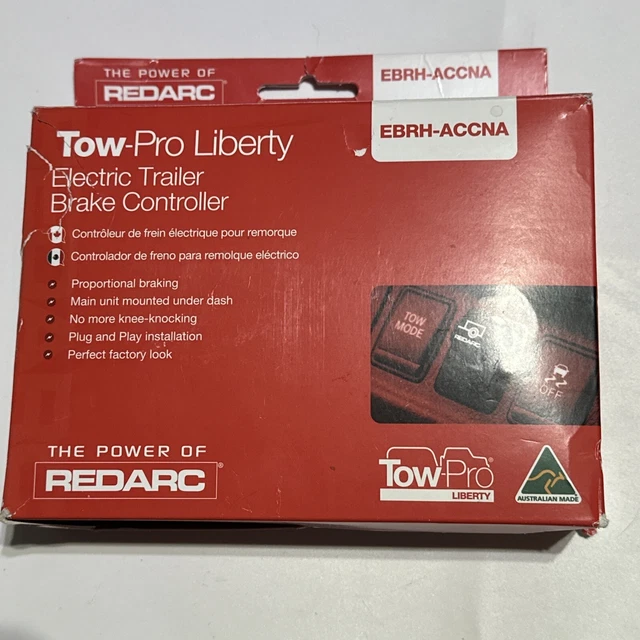 THE POWER OF
REDARC
EBRH-ACCNA
Tow-Pro Liberty
EBRH-ACCNA
Electric Trailer
Brake Controller
Contrôleur de frein électrique pour remorque
Controlador de freno para remolque eléctrico
Proportional braking
Main unit mounted under dash
No more knee-knocking
Plug and Play installation
Perfect factory look
TOW
MODE
REDARC
OFF
THE POWER OF
REDARC®
Tow-Pro®
LIBERTY
AUSTRALIAN MADE